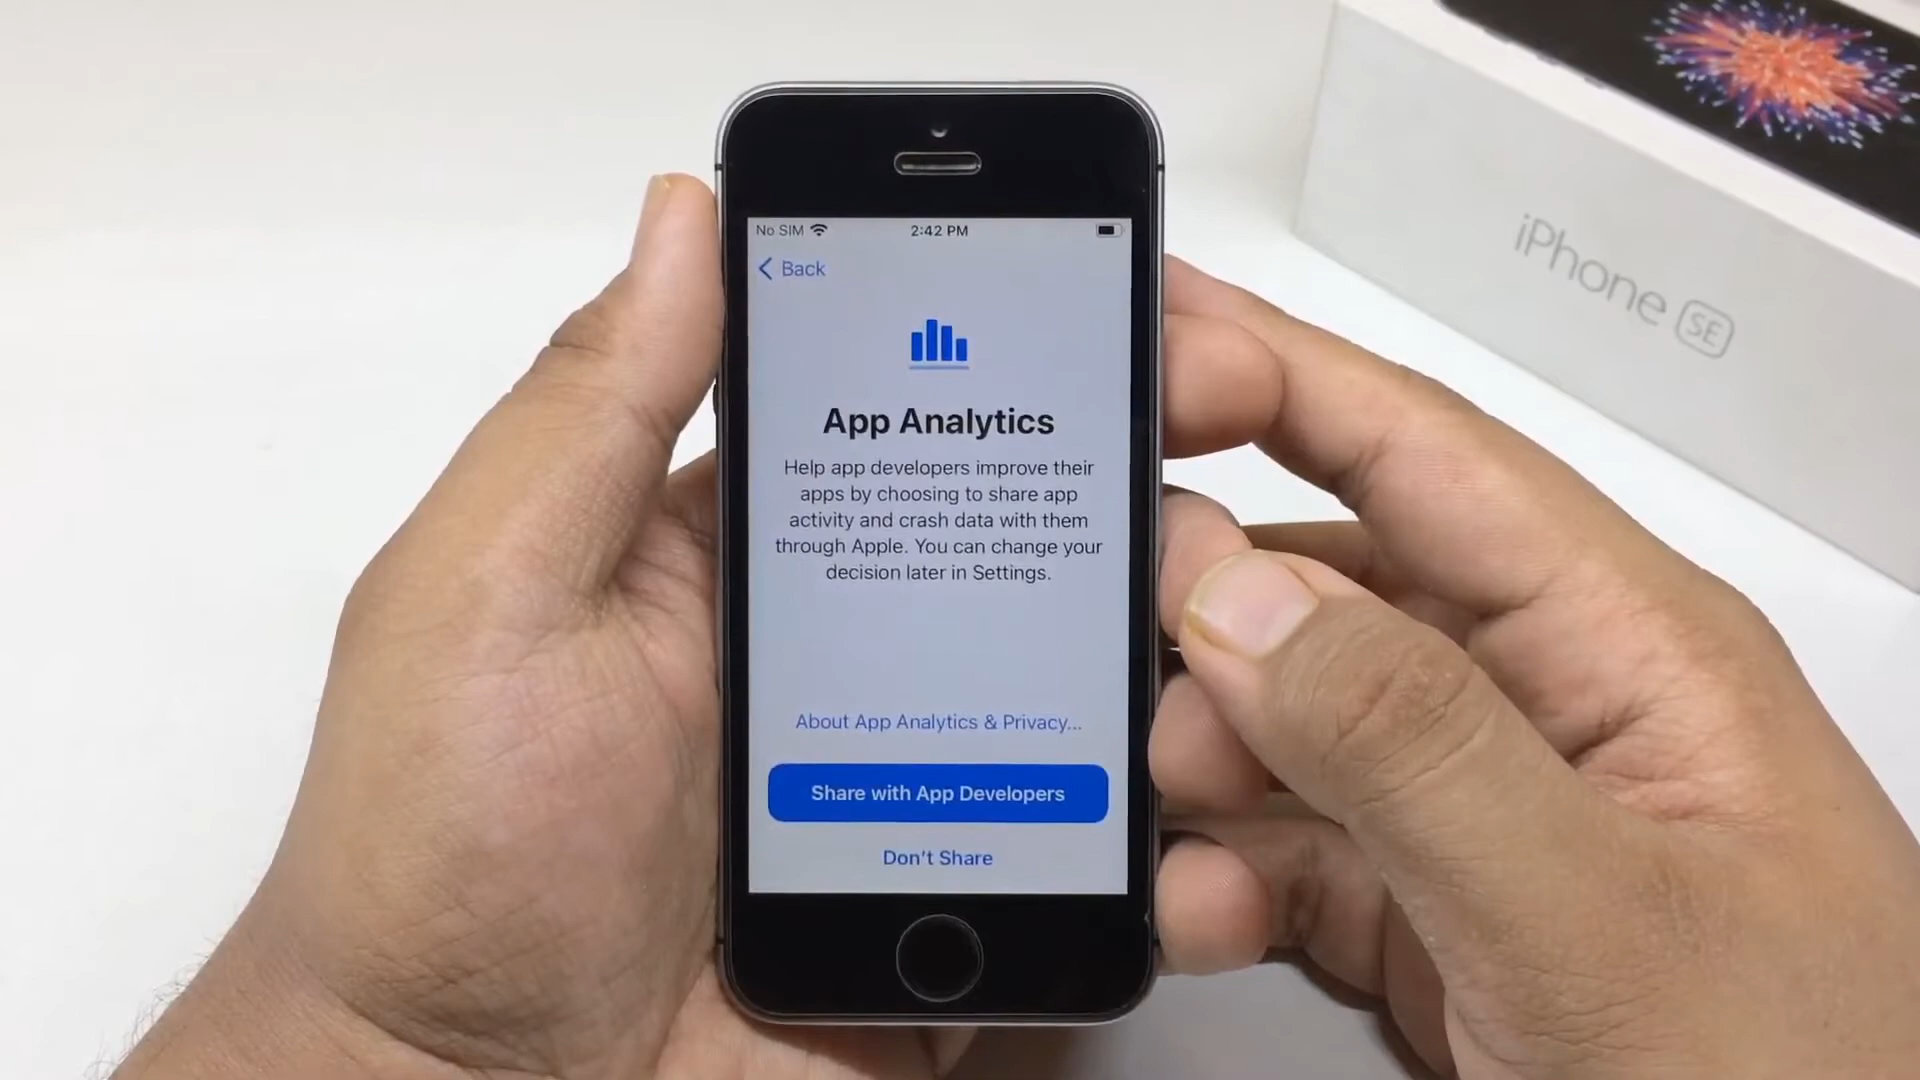 No SIM 2:42 PM
Back
App Analytics
Help app developers improve their
apps by choosing to share app
activity and crash data with them
through Apple. You can change your
decision later in Settings.
About App Analytics & Privacy...
Share with App Developers
Don't Share
iPhone SE